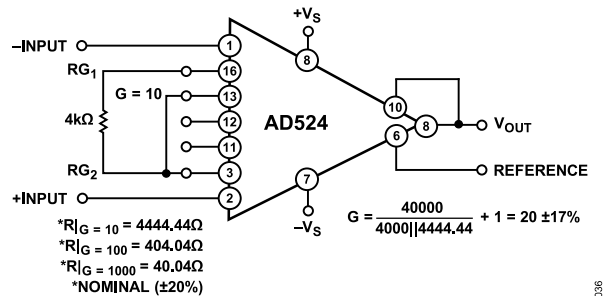 +VS
–INPUT
1
8
RG1
16
G = 10
13
10
4kΩ
12
AD524
8
VOUT
11
6
RG2
3
REFERENCE
+INPUT
2
7
–VS
*R|G = 10 = 4444.44Ω
*R|G = 100 = 404.04Ω
*R|G = 1000 = 40.04Ω
*NOMINAL (±20%)
G = 40000 / 4000||4444.44 + 1 = 20 ±17%
036